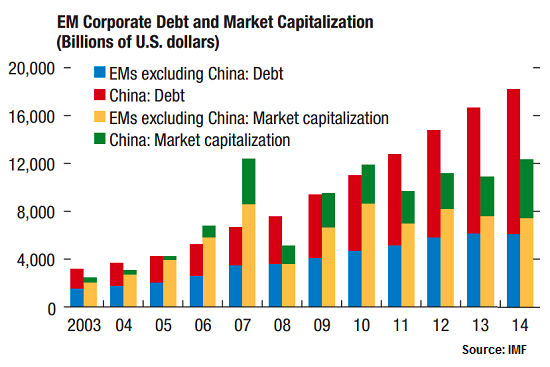 EM Corporate Debt and Market Capitalization
(Billions of U.S. dollars)
20,000
16,000
12,000
8,000
4,000
0
EMs excluding China: Debt
China: Debt
EMs excluding China: Market capitalization
China: Market capitalization
2003 04 05 06 07 08 09 10 11 12 13 14
Source: IMF